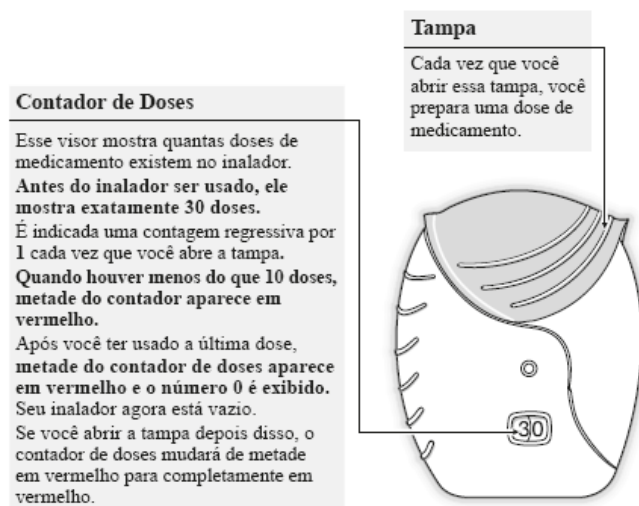 Tampa
Cada vez que você
abrir essa tampa, você
prepara uma dose de
medicamento.
Contador de Doses
Esse visor mostra quantas doses de
medicamento existem no inalador.
Antes do inalador ser usado, ele
mostra exatamente 30 doses.
É indicada uma contagem regressiva por
1 cada vez que você abre a tampa.
Quando houver menos do que 10 doses,
metade do contador aparece em
vermelho.
Após você ter usado a última dose,
metade do contador de doses aparece
em vermelho e o número 0 é exibido.
Seu inalador agora está vazio.
Se você abrir a tampa depois disso, o
contador de doses mudará de metade
em vermelho para completamente em
vermelho.
30